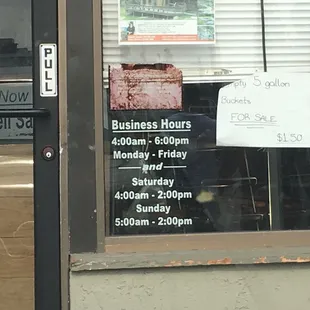 PULL
Now
Business Hours
4:00am - 6:00pm
Monday - Friday
and
Saturday
4:00am - 2:00pm
Sunday
5:00am - 2:00pm
5 gallon
Buckets
FOR SALE
$1.50